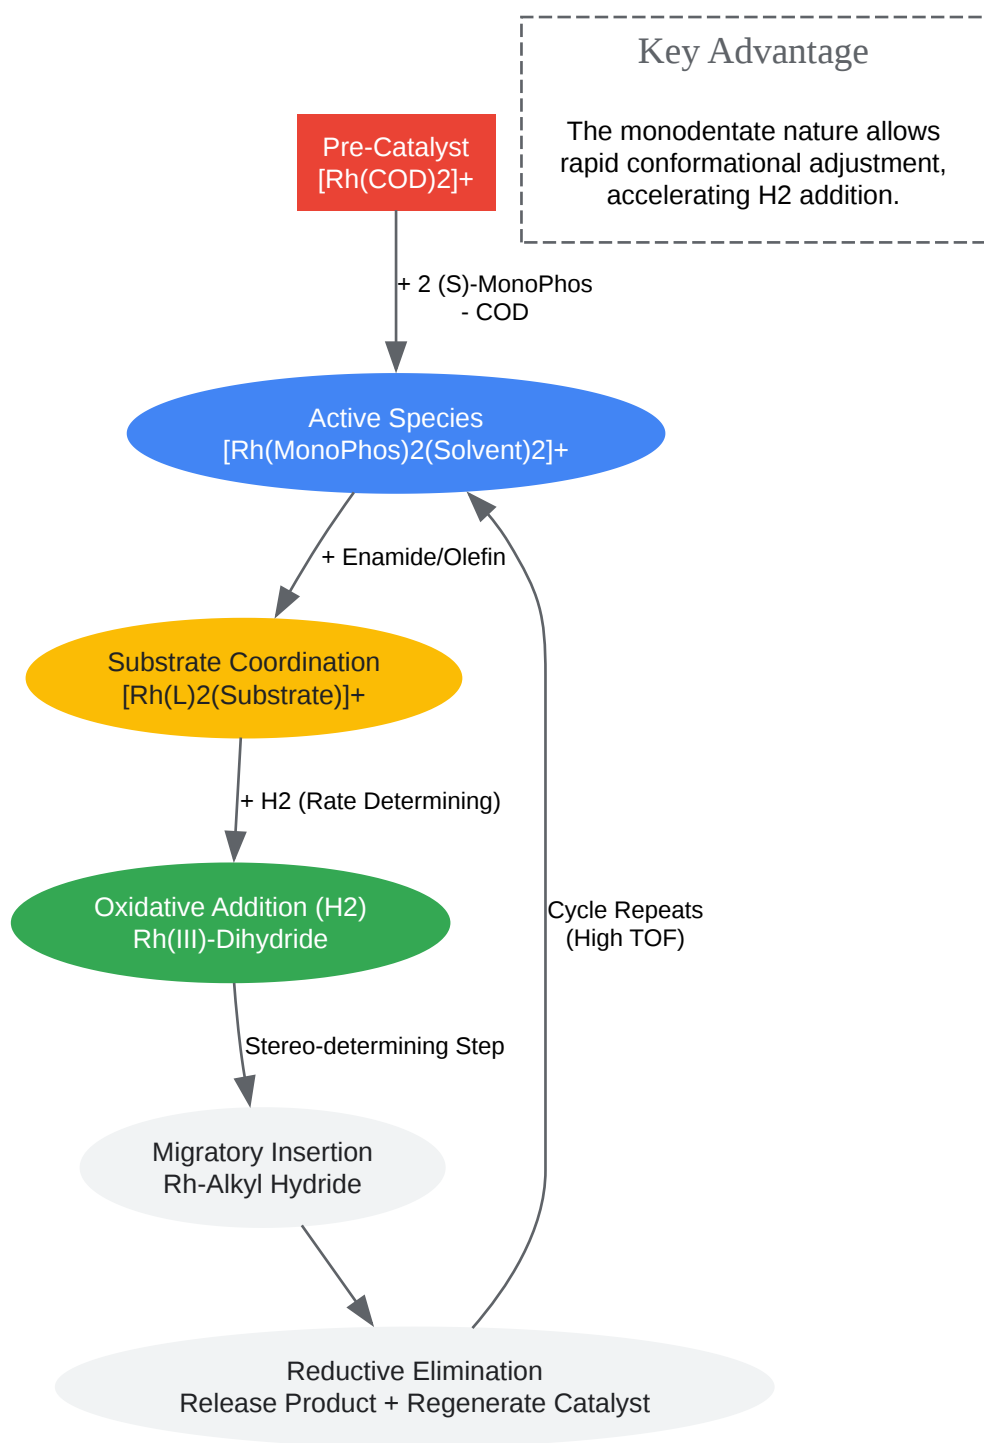 Key Advantage
The monodentate nature allows
rapid conformational adjustment,
accelerating H2 addition.
Pre-Catalyst
[Rh(COD)2]+
+ 2 (S)-MonoPhos
- COD
Active Species
[Rh(MonoPhos)2(Solvent)2]+
+ Enamide/Olefin
Substrate Coordination
[Rh(L)2(Substrate)]+
+ H2 (Rate Determining)
Oxidative Addition (H2)
Rh(III)-Dihydride
Cycle Repeats
(High TOF)
Stereo-determining Step
Migratory Insertion
Rh-Alkyl Hydride
Reductive Elimination
Release Product + Regenerate Catalyst